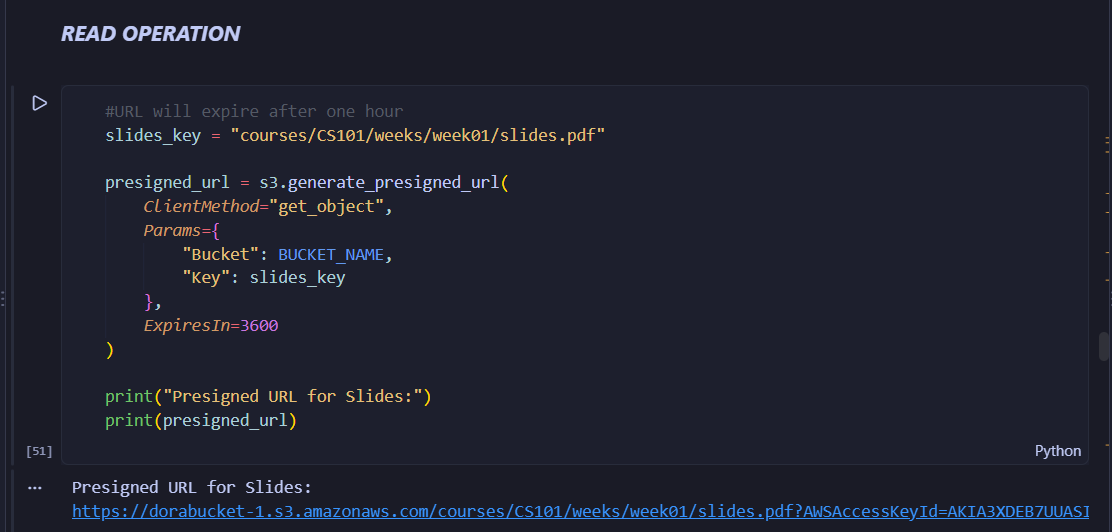 READ OPERATION
#URL will expire after one hour
slides_key = "courses/CS101/weeks/week01/slides.pdf"
presigned_url = s3.generate_presigned_url(
ClientMethod="get_object",
Params={
"Bucket": BUCKET_NAME,
"Key": slides_key
},
ExpiresIn=3600
)
print("Presigned URL for Slides:")
print(presigned_url)
[51]
Python
Presigned URL for Slides:
https://dorabucket-1.s3.amazonaws.com/courses/CS101/weeks/week01/slides.pdf?AWSAccessKeyId=AKIA3XDEB7UUASI